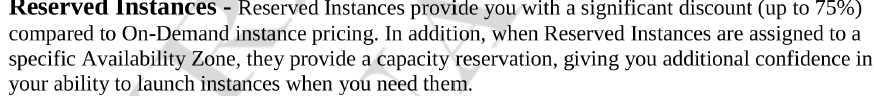 Reserved Instances - Reserved Instances provide you with a significant discount (up to 75%)
compared to On-Demand instance pricing. In addition, when Reserved Instances are assigned to a
specific Availability Zone, they provide a capacity reservation, giving you additional confidence in
your ability to launch instances when you need them.